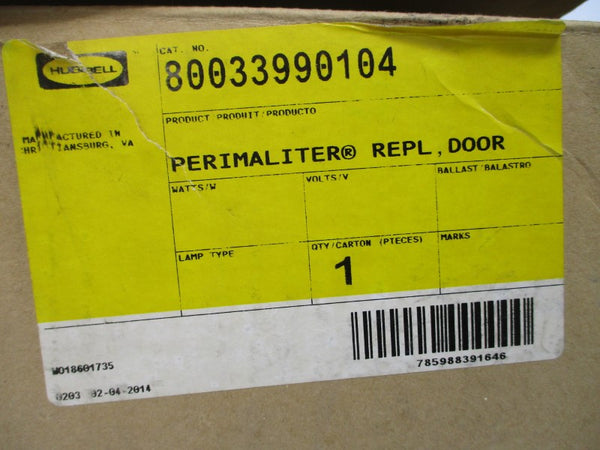 HUBBELL
CAT. NO.
80033990104
MANUFACTURED IN
CHRISTIANSBURG, VA
PRODUCT PRODUIT/PRODUCTO
PERIMALITER® REPL,DOOR
WATTS/W
VOLTS/V
BALLAST/BALASTRO
LAMP TYPE
QTY/CARTON (PIECES)
MARKS
1
WO18601735
0203 02-04-2014
785988391646